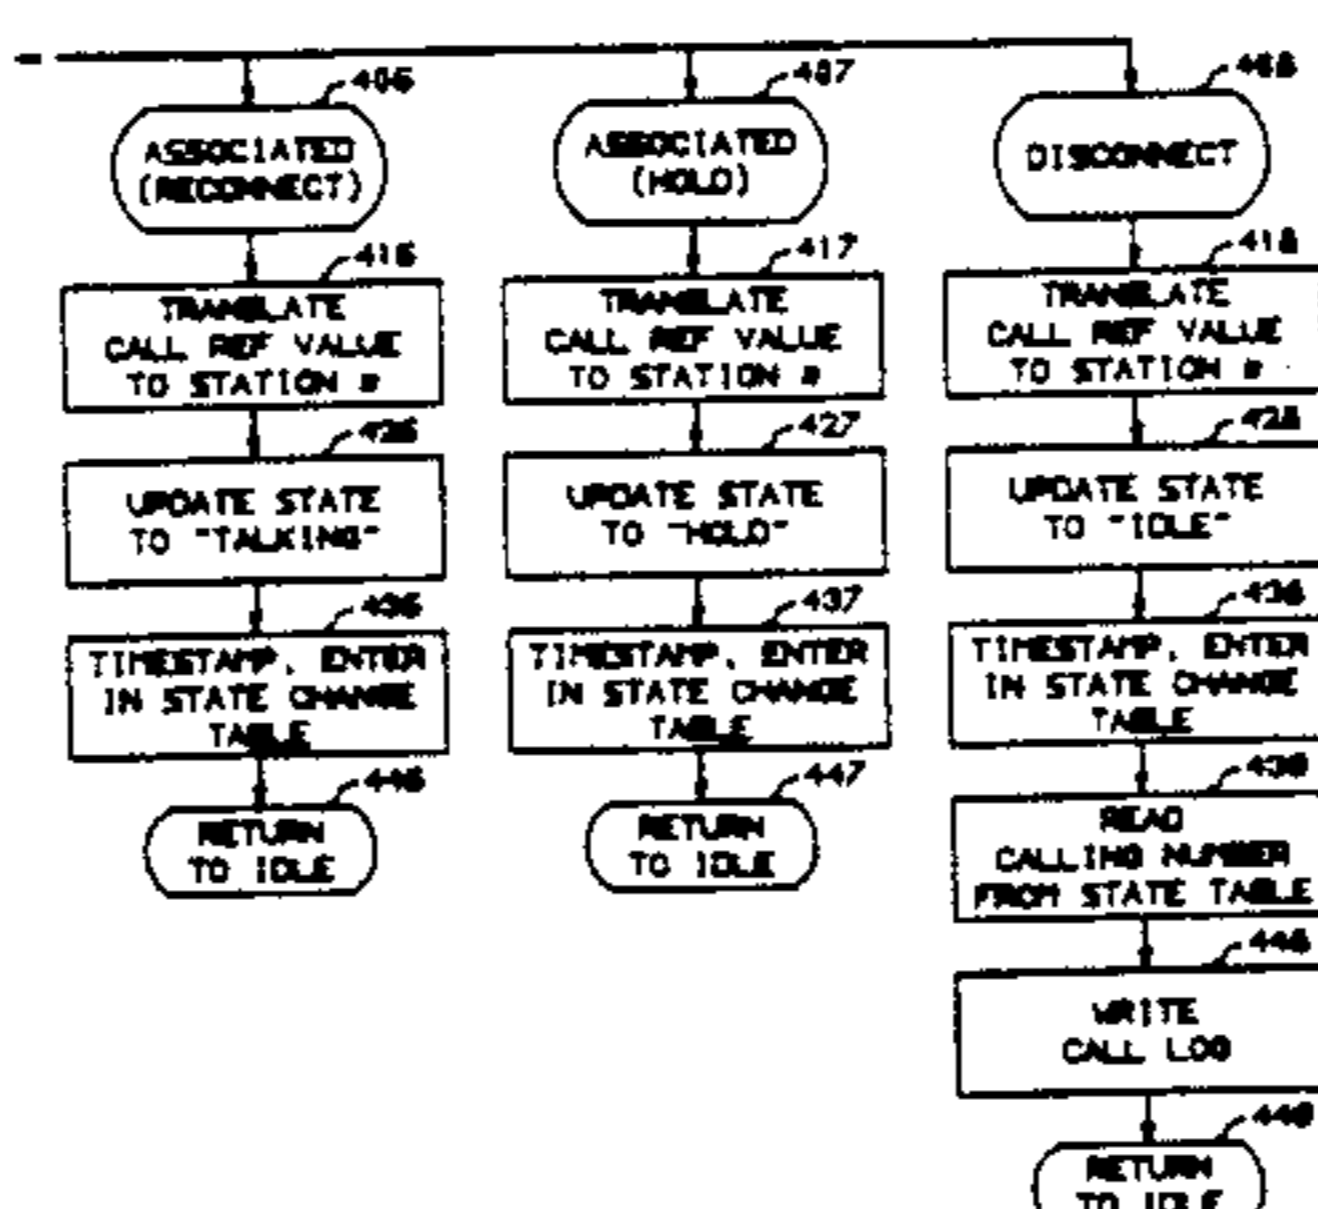 407
ASSOCIATED
(RECONNECT)
ASSOCIATED
(HOLD)
DISCONNECT
417
TRANSLATE
CALL REF VALUE
TO STATION #
TRANSLATE
CALL REF VALUE
TO STATION #
TRANSLATE
CALL REF VALUE
TO STATION #
427
UPDATE STATE
TO "TALKING"
UPDATE STATE
TO "HOLD"
UPDATE STATE
TO "IDLE"
437
TIMESTAMP, ENTER
IN STATE CHANGE
TABLE
TIMESTAMP, ENTER
IN STATE CHANGE
TABLE
TIMESTAMP, ENTER
IN STATE CHANGE
TABLE
447
RETURN
TO IDLE
RETURN
TO IDLE
READ
CALLING NUMBER
FROM STATE TABLE
WRITE
CALL LOG
RETURN
TO IDLE